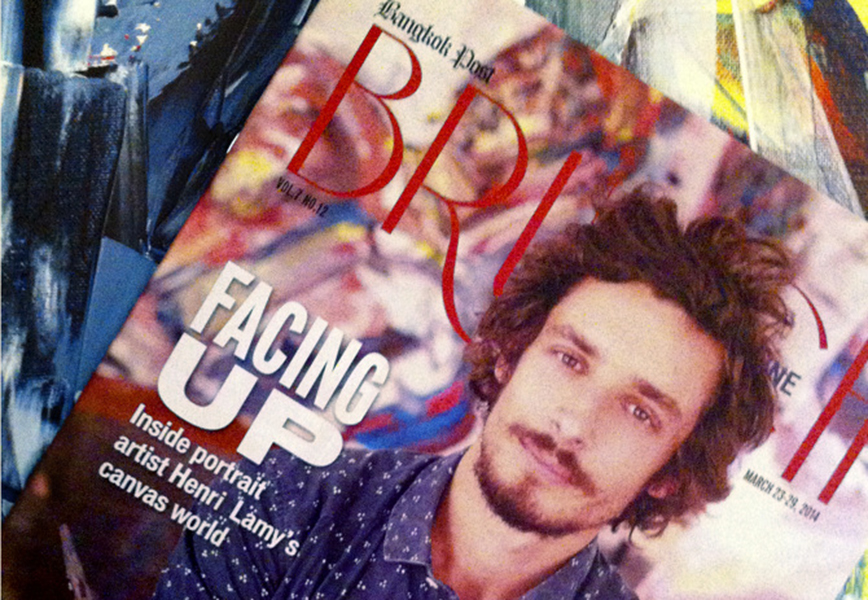 Bangkok Post
BRI
VOL.7 NO.12
FACING
UP
Inside portrait
artist Henri Lamy's
canvas world
MARCH 23-29, 2014